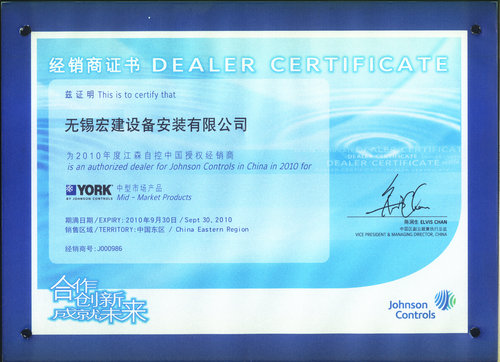 经销商证书 DEALER CERTIFICATE
兹证明 This is to certify that
无锡宏建设备安装有限公司
为2010年度江森自控中国授权经销商
is an authorized dealer for Johnson Controls in China in 2010 for
YORK 中型市场产品
BY JOHNSON CONTROLS Mid - Market Products
期满日期 / EXPIRY: 2010年9月30日 / Sept 30, 2010
销售区域 / TERRITORY: 中国东区 / China Eastern Region
经销商号: J000986
DEALER CERTIFICATE
陈润生 ELVIS CHAN
中国区副总裁兼执行总监
VICE PRESIDENT & MANAGING DIRECTOR, CHINA
合作创新
成就未来
Johnson
Controls